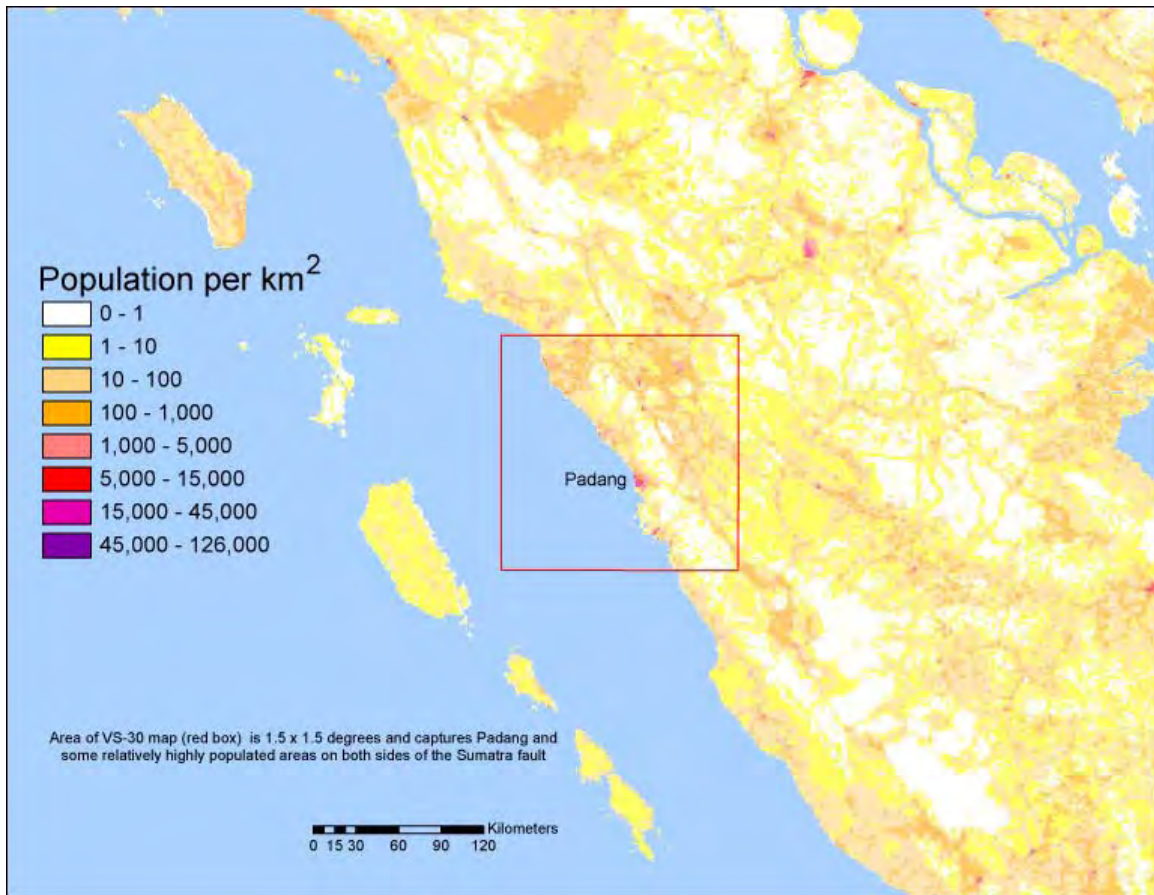 Population per km²
0 - 1
1 - 10
10 - 100
100 - 1,000
1,000 - 5,000
5,000 - 15,000
15,000 - 45,000
45,000 - 126,000
Padang
Area of VS-30 map (red box) is 1.5 x 1.5 degrees and captures Padang and
some relatively highly populated areas on both sides of the Sumatra fault
Kilometers
0 15 30 60 90 120